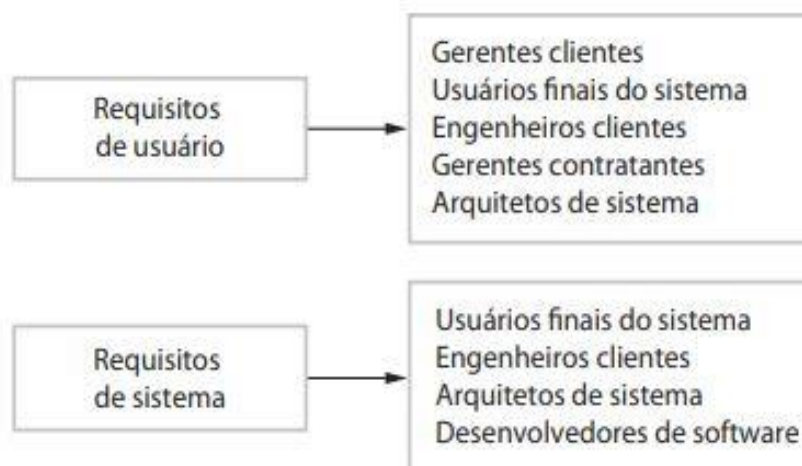 Requisitos
de usuário
Gerentes clientes
Usuários finais do sistema
Engenheiros clientes
Gerentes contratantes
Arquitetos de sistema
Requisitos
de sistema
Usuários finais do sistema
Engenheiros clientes
Arquitetos de sistema
Desenvolvedores de software